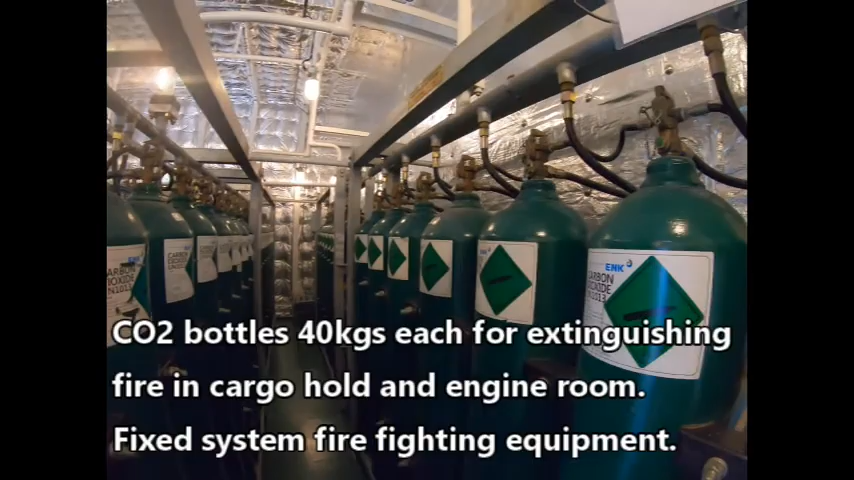 ENK
CARBON
DIOXIDE
CO2 bottles 40kgs each for extinguishing
fire in cargo hold and engine room.
Fixed system fire fighting equipment.